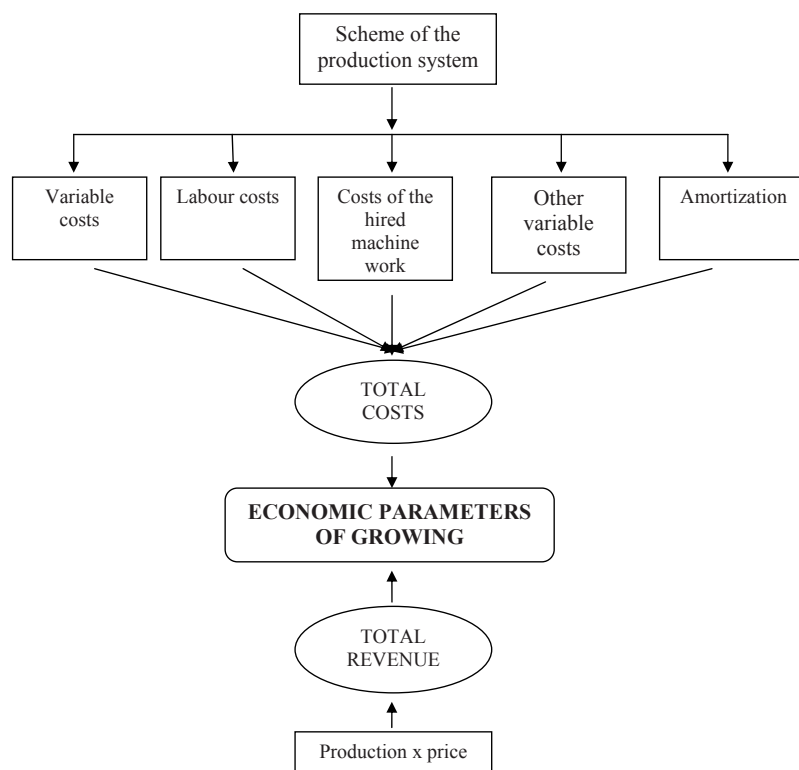 Scheme of the
production system
Variable
costs
Labour costs
Costs of the
hired
machine
work
Other
variable
costs
Amortization
TOTAL
COSTS
ECONOMIC PARAMETERS
OF GROWING
TOTAL
REVENUE
Production x price